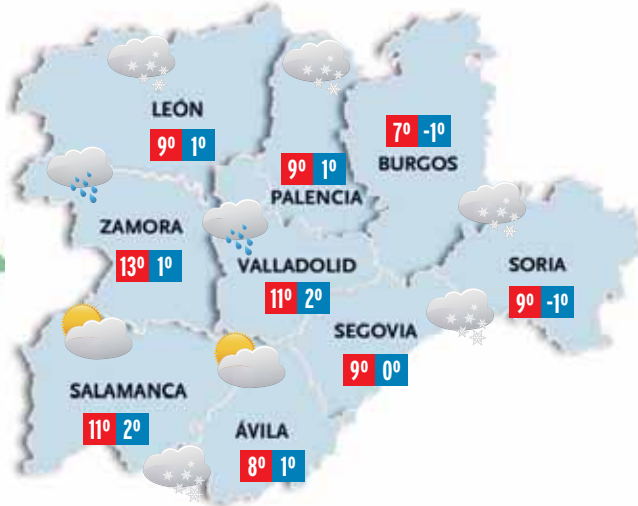 LEÓN
9º 1º
7º -1º
BURGOS
9º 1º
PALENCIA
ZAMORA
13º 1º
VALLADOLID
11º 2º
SORIA
9º -1º
SEGOVIA
9º 0º
SALAMANCA
11º 2º
ÁVILA
8º 1º